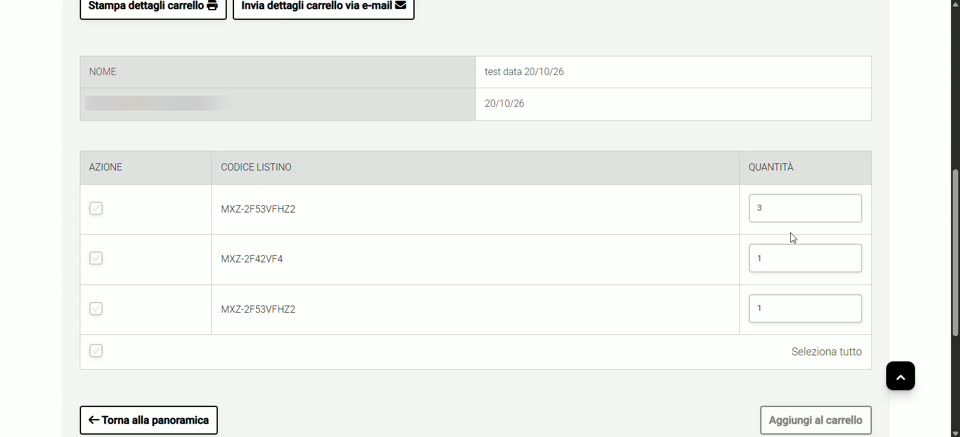 Stampa dettagli carrello Invia dettagli carrello via e-mail
NOME test data 20/10/26
20/10/26
AZIONE CODICE LISTINO QUANTITÀ
MXZ-2F53VFHZ2 3
MXZ-2F42VF4 1
MXZ-2F53VFHZ2 1
Seleziona tutto
Torna alla panoramica Aggiungi al carrello